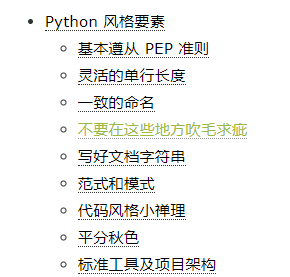 Python 风格要素
基本遵从 PEP 准则
灵活的单行长度
一致的命名
不要在这些地方吹毛求疵
写好文档字符串
范式和模式
代码风格小禅理
平分秋色
标准工具及项目架构